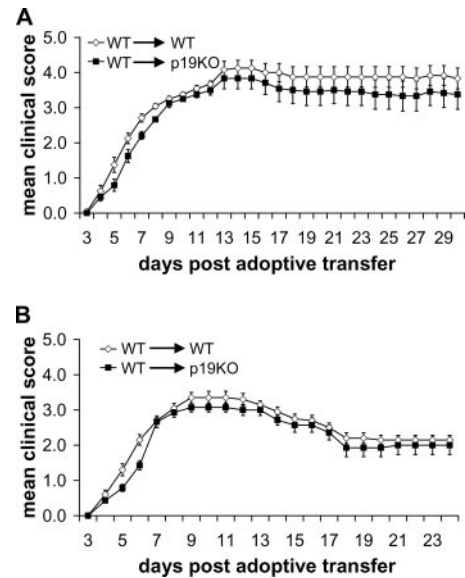 A
mean clinical score
5.0
4.0
3.0
2.0
1.0
0.0
WT → WT
WT → p19KO
3 5 7 9 11 13 15 17 19 21 23 25 27 29
days post adoptive transfer
B
mean clinical score
5.0
4.0
3.0
2.0
1.0
0.0
WT → WT
WT → p19KO
3 5 7 9 11 13 15 17 19 21 23
days post adoptive transfer